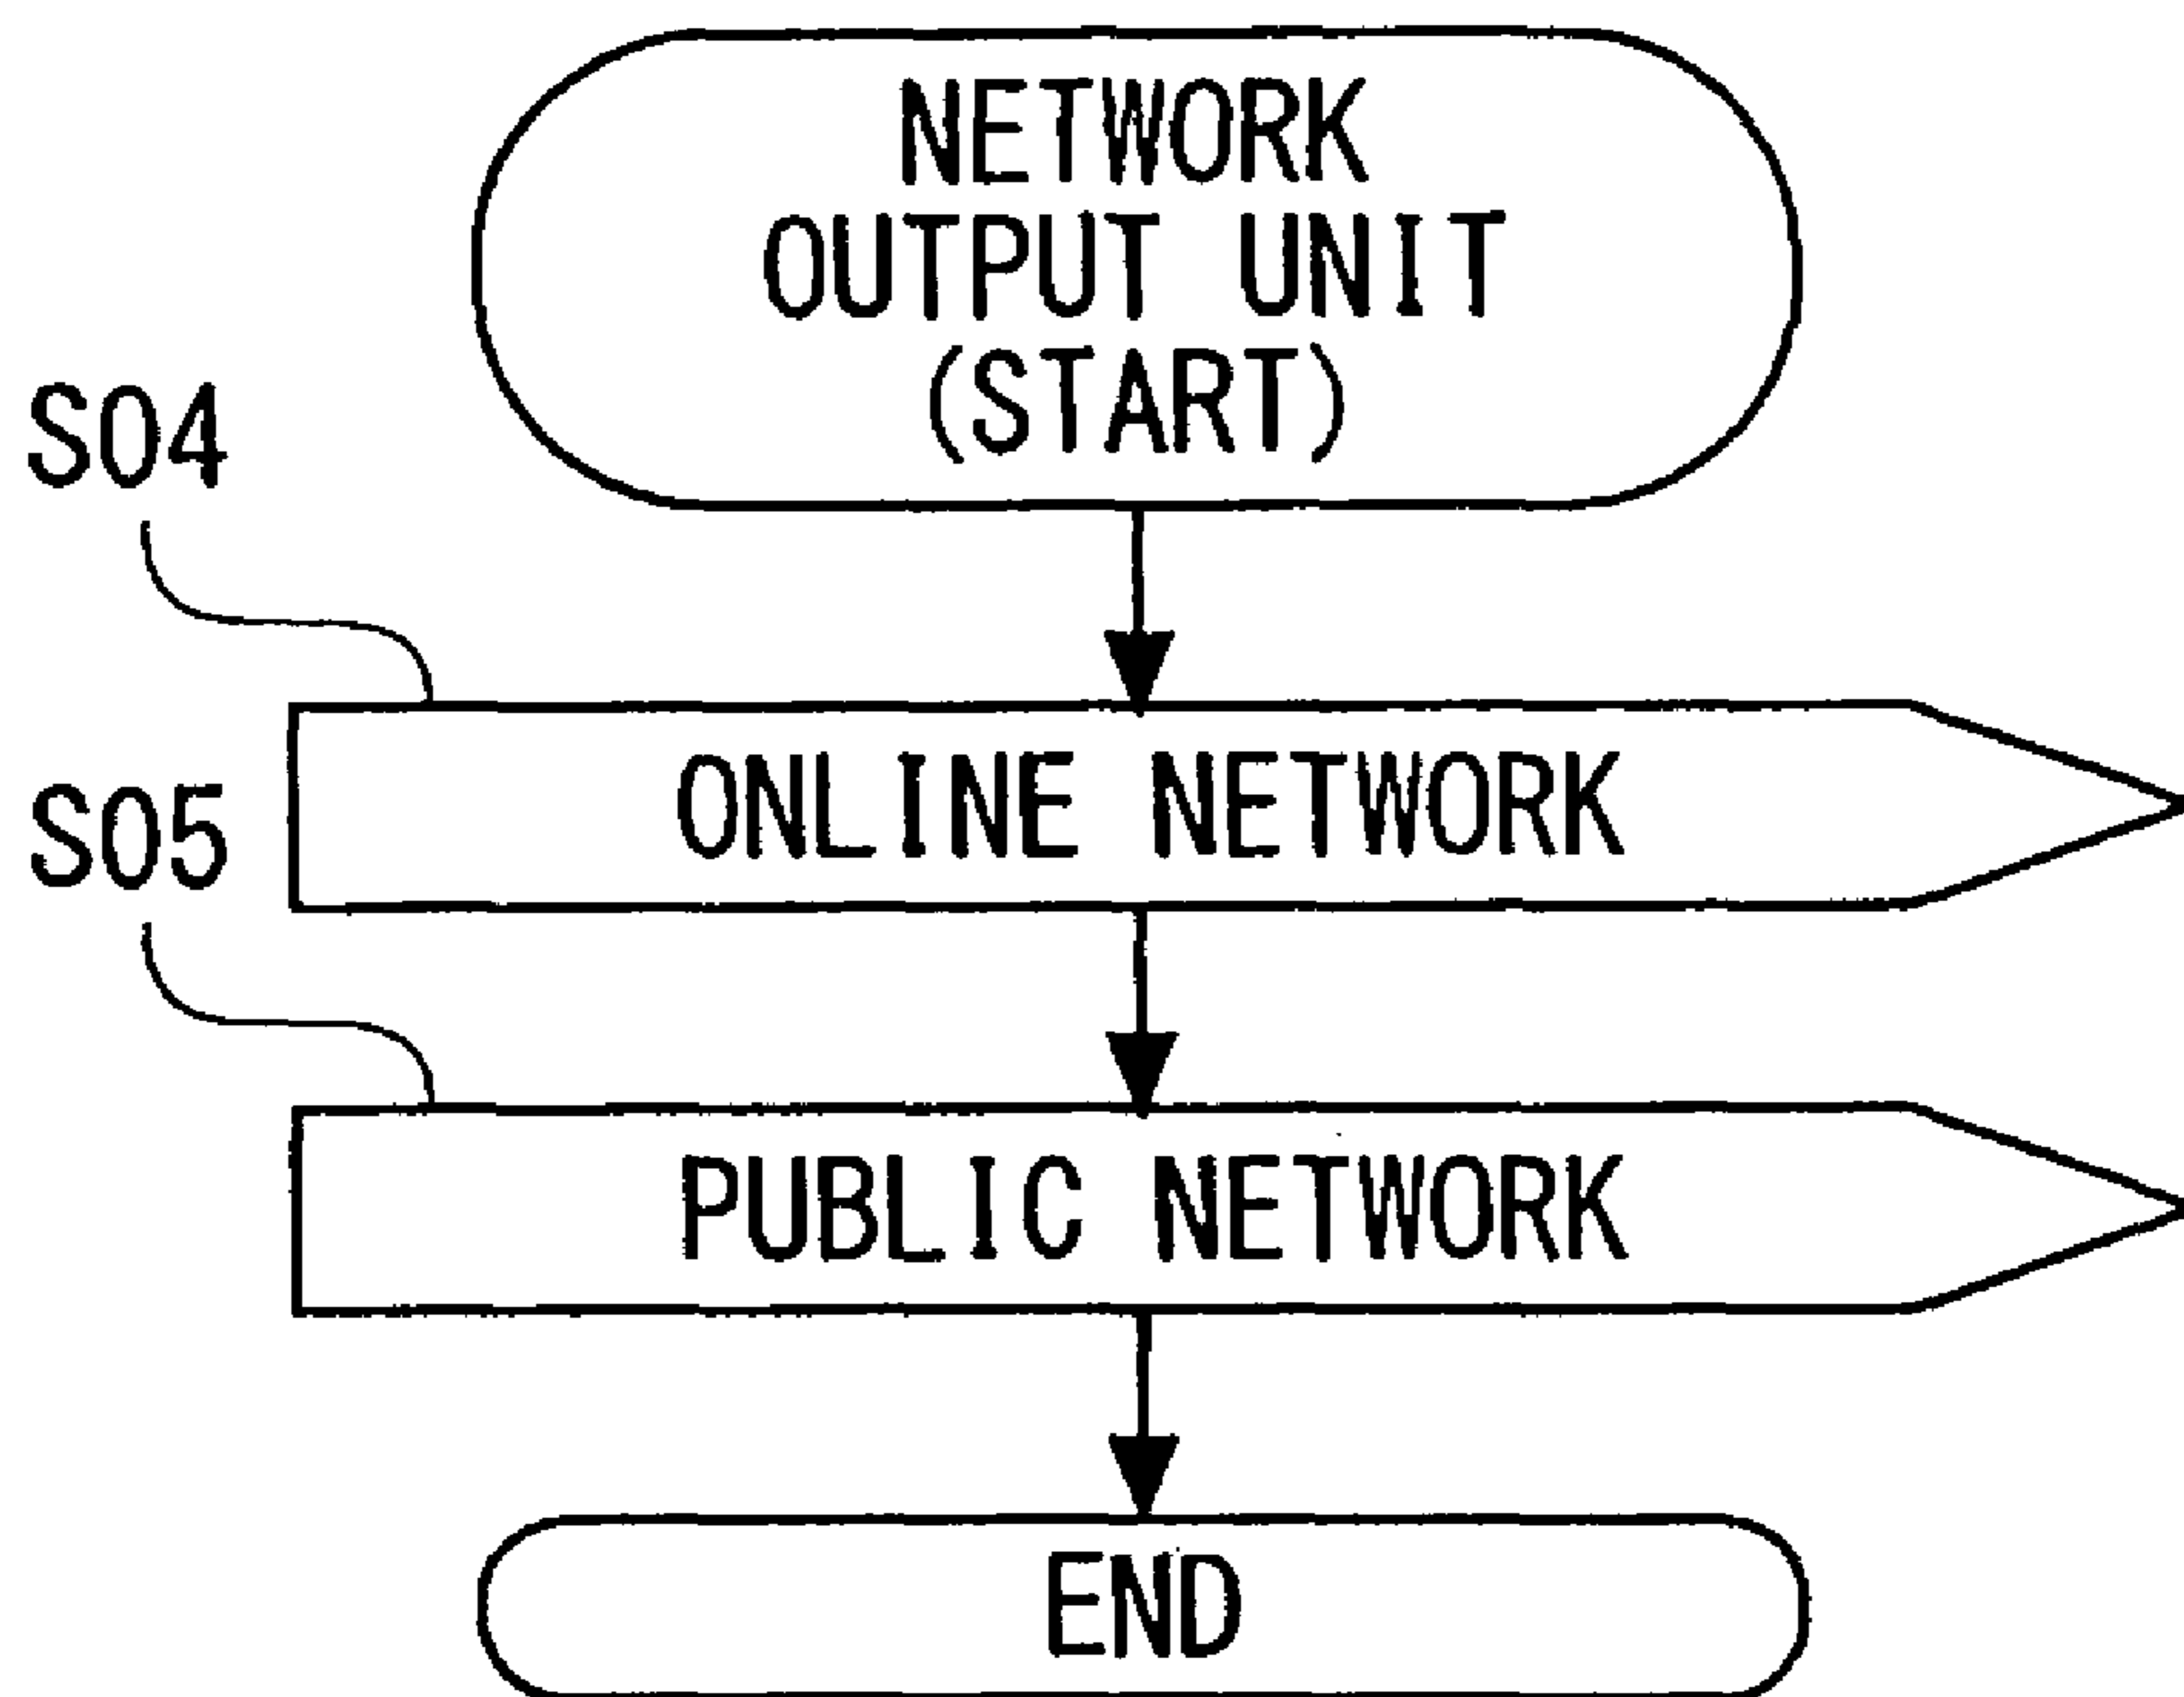 NETWORK
OUTPUT UNIT
(START)
S04
ONLINE NETWORK
S05
PUBLIC NETWORK
END